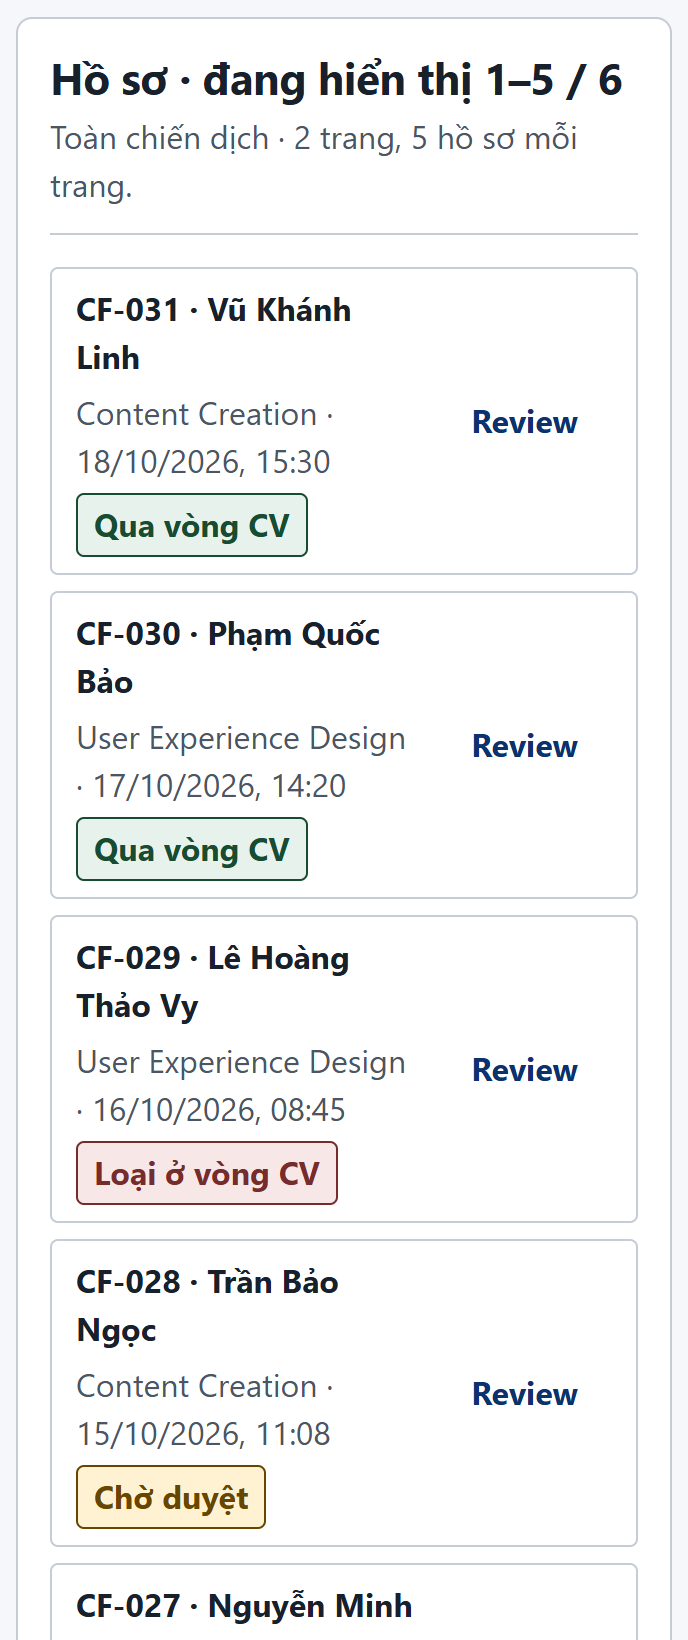 Hồ sơ · đang hiển thị 1–5 / 6
Toàn chiến dịch · 2 trang, 5 hồ sơ mỗi
trang.
CF-031 · Vũ Khánh
Linh
Content Creation ·
18/10/2026, 15:30
Qua vòng CV
Review
CF-030 · Phạm Quốc
Bảo
User Experience Design
· 17/10/2026, 14:20
Qua vòng CV
Review
CF-029 · Lê Hoàng
Thảo Vy
User Experience Design
· 16/10/2026, 08:45
Loại ở vòng CV
Review
CF-028 · Trần Bảo
Ngọc
Content Creation ·
15/10/2026, 11:08
Chờ duyệt
Review
CF-027 · Nguyễn Minh